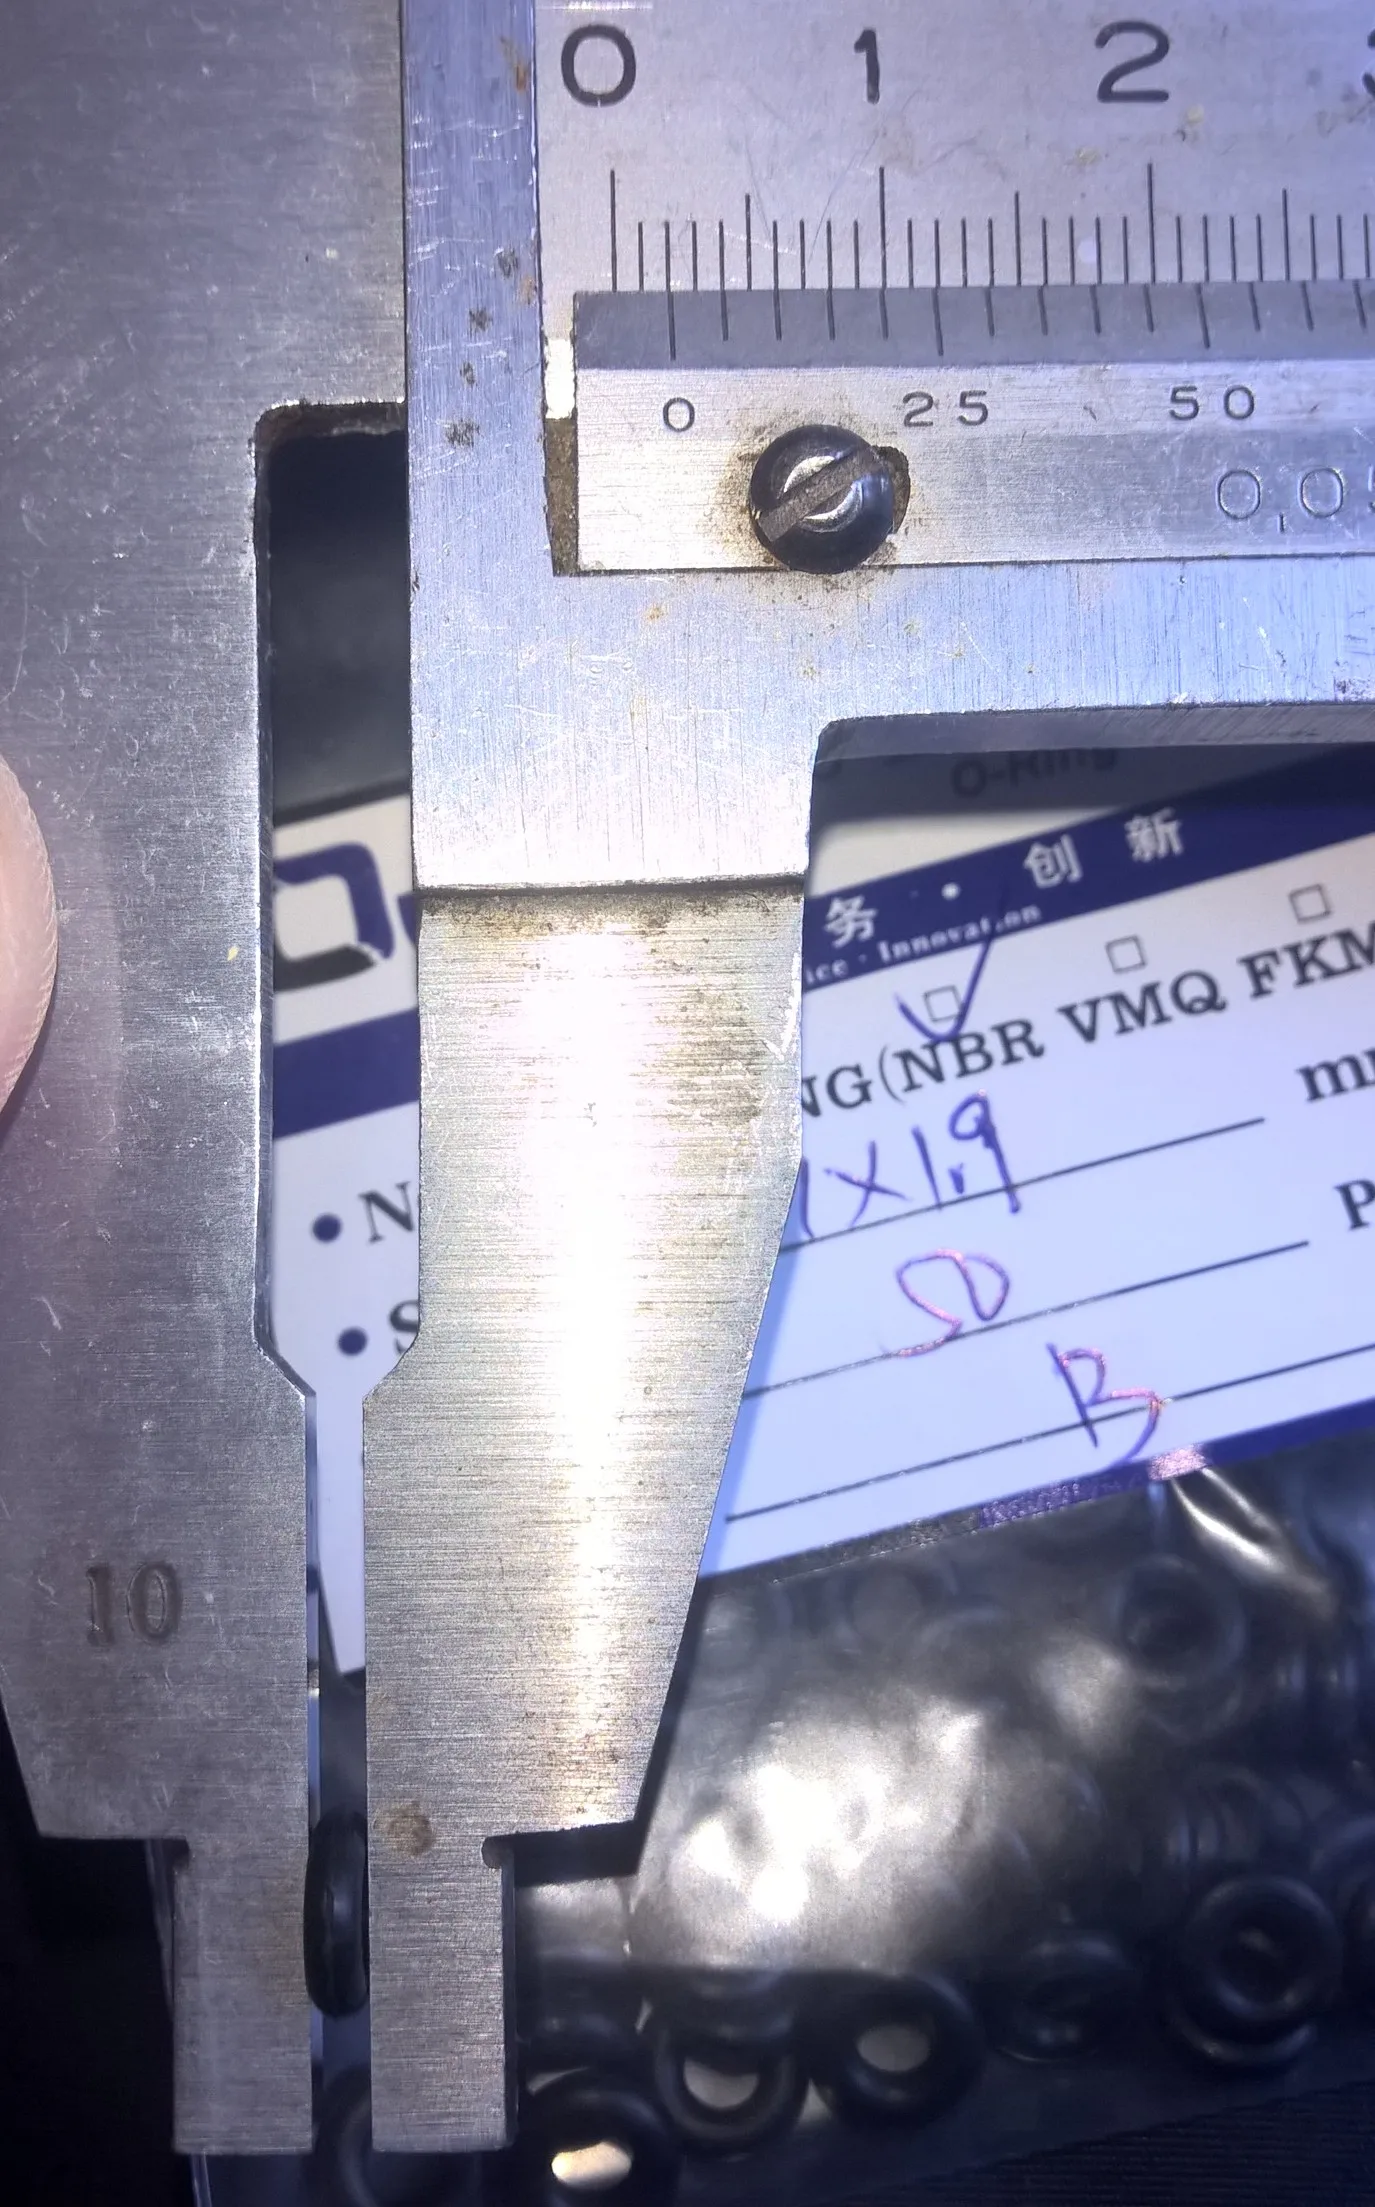 0 1 2
0 25 50
0,05
O-Ring
务 · 创新
ice · Innovation
NG(NBR VMQ FKM
1X1.9
50
P
B
10
N
S